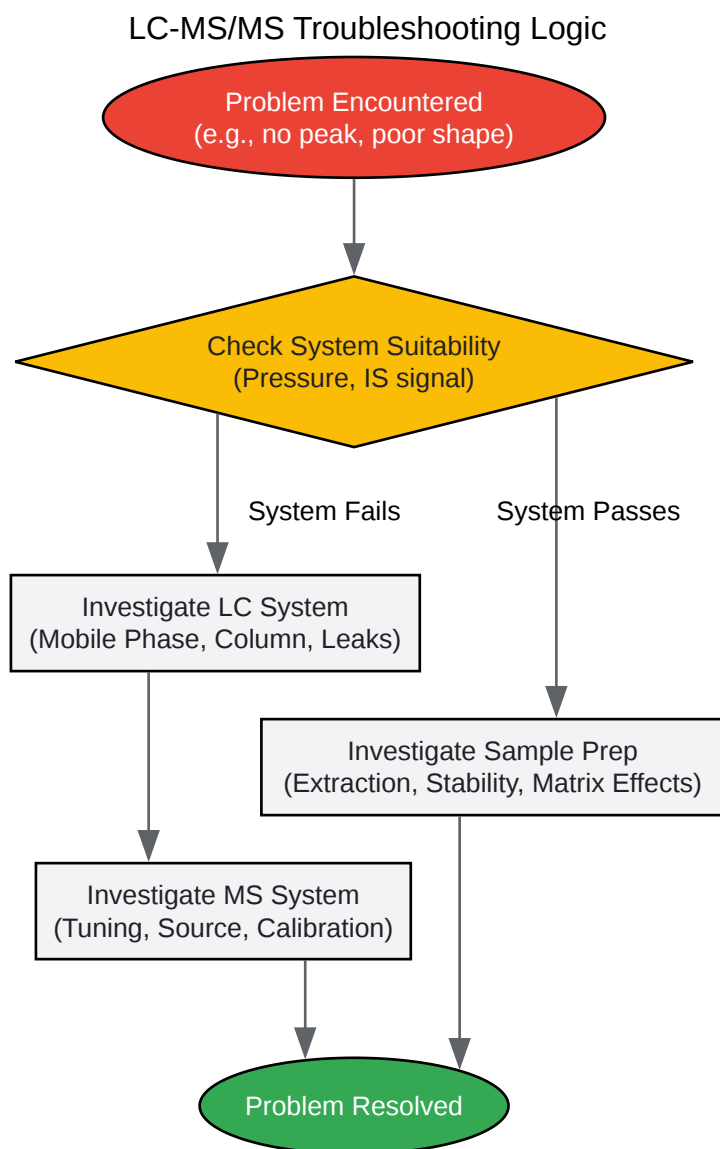 LC-MS/MS Troubleshooting Logic
Problem Encountered
(e.g., no peak, poor shape)
Check System Suitability
(Pressure, IS signal)
System Fails
System Passes
Investigate LC System
(Mobile Phase, Column, Leaks)
Investigate Sample Prep
(Extraction, Stability, Matrix Effects)
Investigate MS System
(Tuning, Source, Calibration)
Problem Resolved